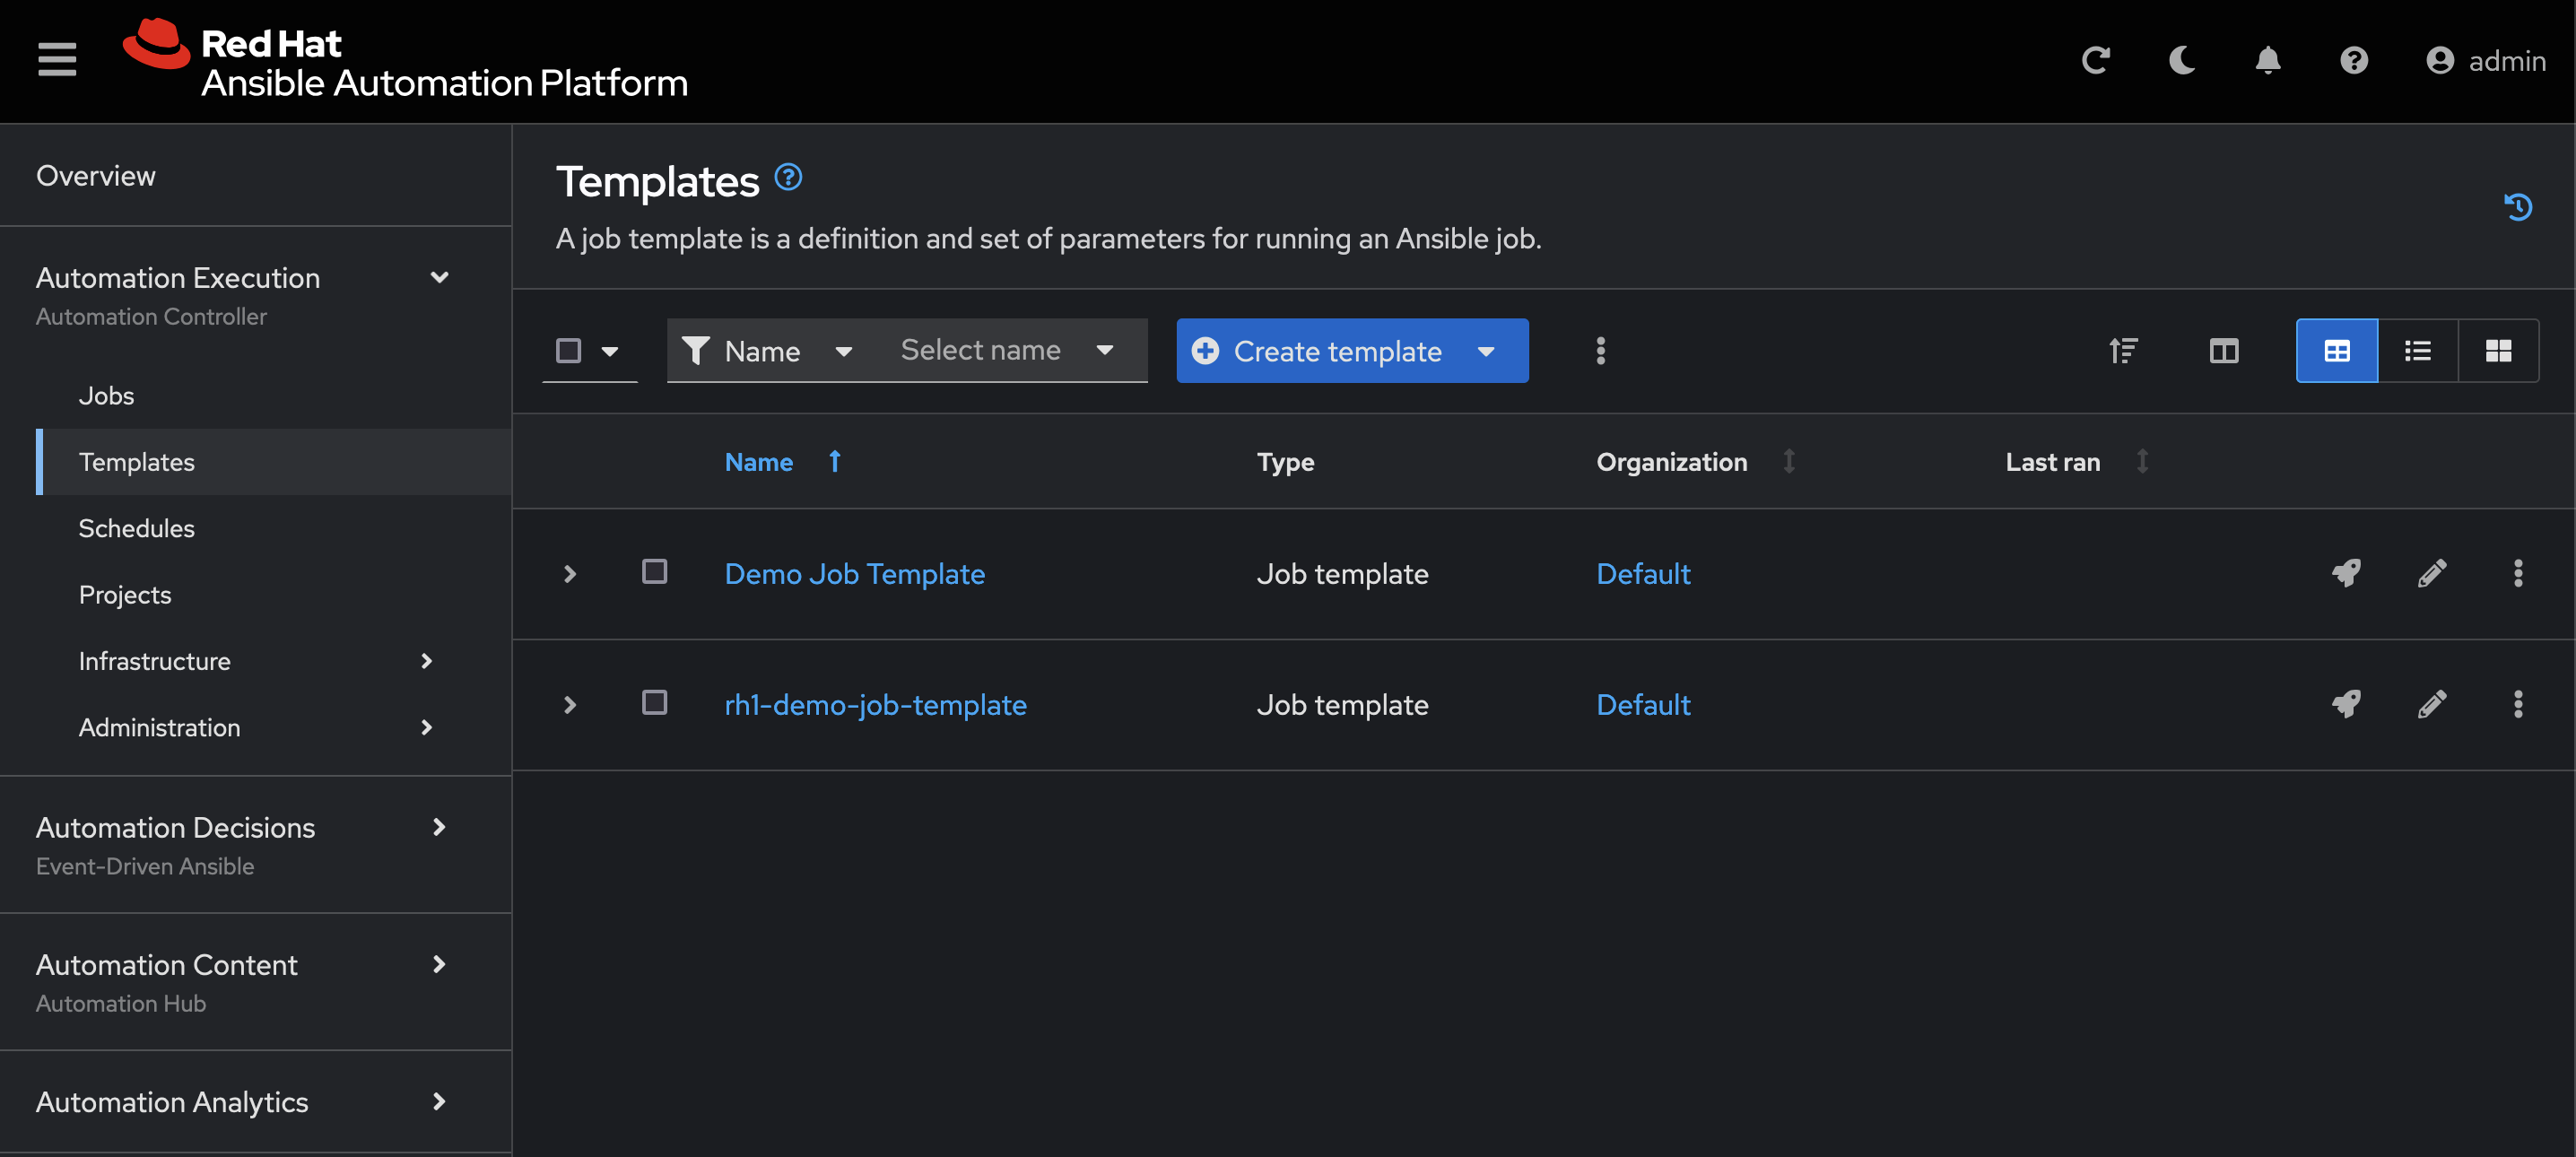 Red Hat
Ansible Automation Platform
admin
Overview
Automation Execution
Automation Controller
Jobs
Templates
Schedules
Projects
Infrastructure
Administration
Automation Decisions
Event-Driven Ansible
Automation Content
Automation Hub
Automation Analytics
Templates
A job template is a definition and set of parameters for running an Ansible job.
Name Select name Create template
Name Type Organization Last ran
Demo Job Template Job template Default
rh1-demo-job-template Job template Default